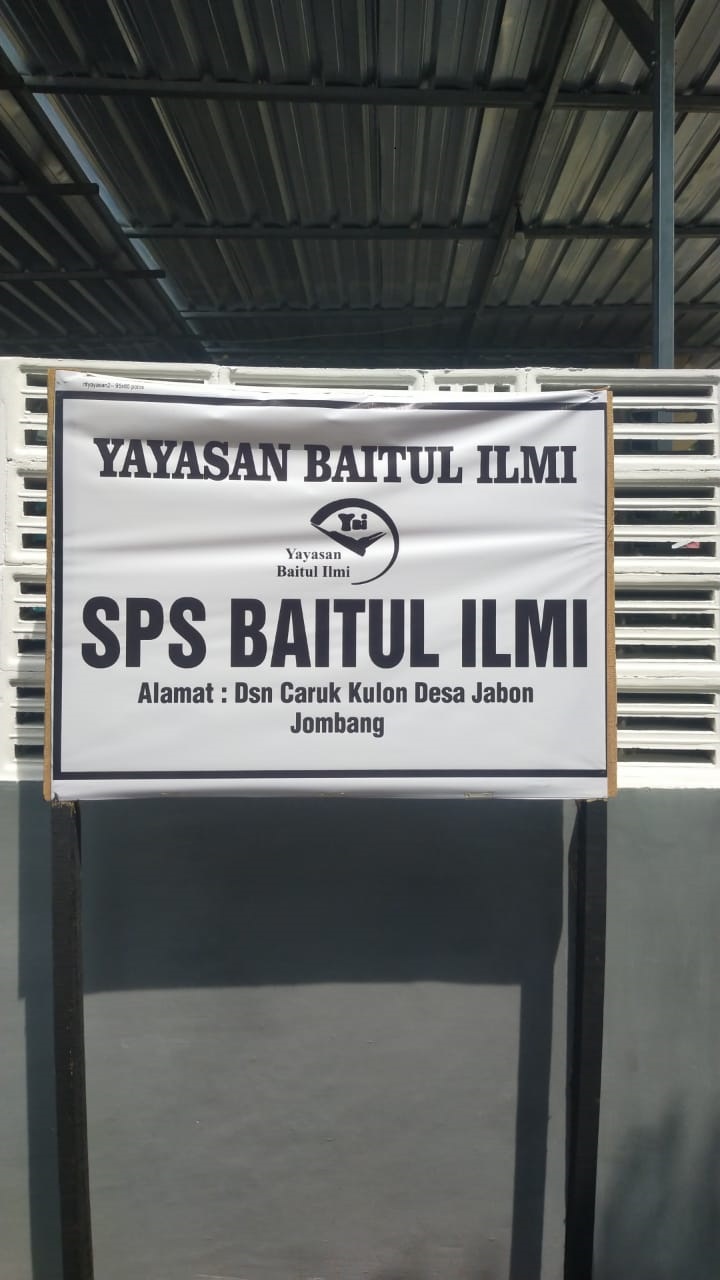 YAYASAN BAITUL ILMI
Ybi
Yayasan
Baitul Ilmi
SPS BAITUL ILMI
Alamat : Dsn Caruk Kulon Desa Jabon
Jombang